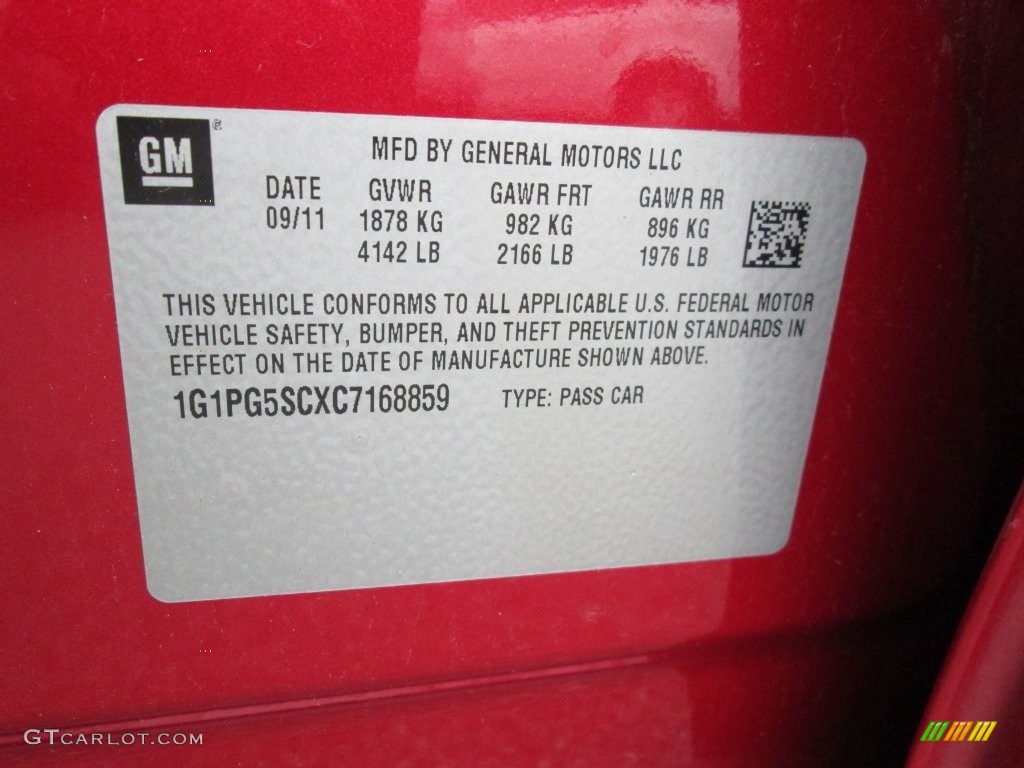 GM®
MFD BY GENERAL MOTORS LLC
DATE GVWR GAWR FRT GAWR RR
09/11 1878 KG 982 KG 896 KG
4142 LB 2166 LB 1976 LB
THIS VEHICLE CONFORMS TO ALL APPLICABLE U.S. FEDERAL MOTOR
VEHICLE SAFETY, BUMPER, AND THEFT PREVENTION STANDARDS IN
EFFECT ON THE DATE OF MANUFACTURE SHOWN ABOVE.
1G1PG5SCXC7168859 TYPE: PASS CAR
GTCARLOT.COM